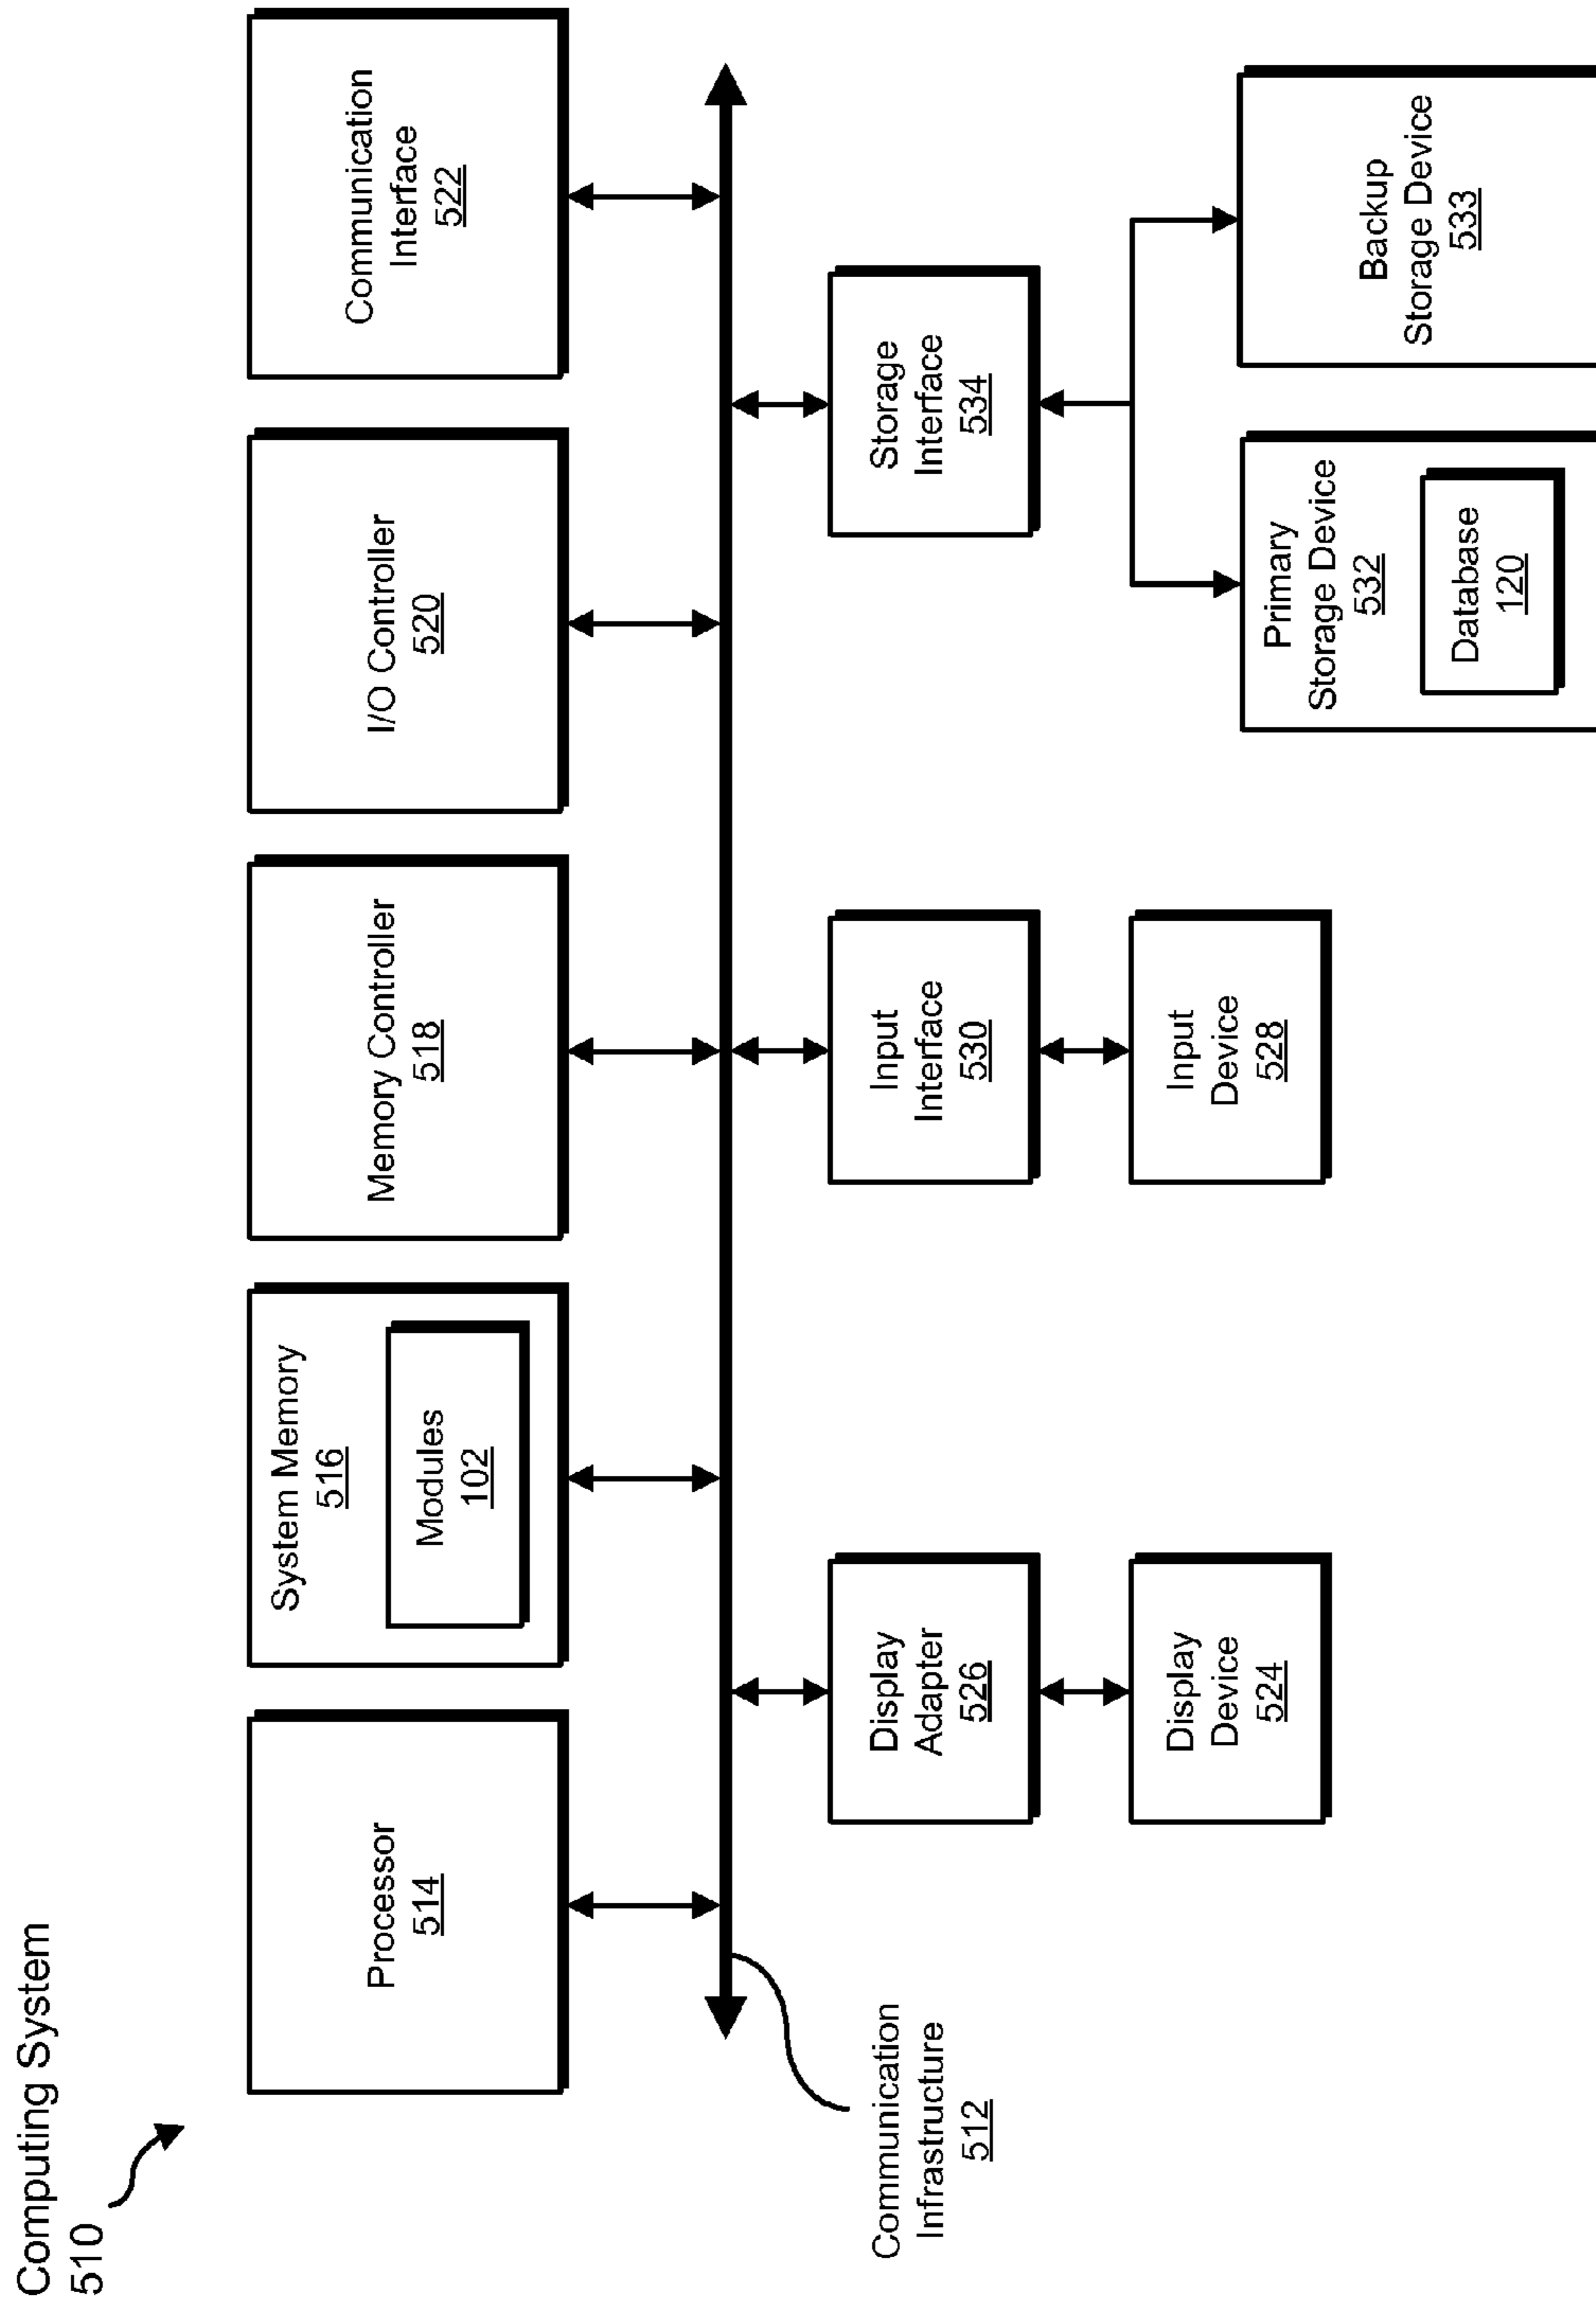 Computing System
510
Processor
514
System Memory
516
Modules
102
Memory Controller
518
I/O Controller
520
Communication
Interface
522
Communication
Infrastructure
512
Display
Adapter
526
Input
Interface
530
Storage
Interface
534
Display
Device
524
Input
Device
528
Primary
Storage Device
532
Database
120
Backup
Storage Device
533